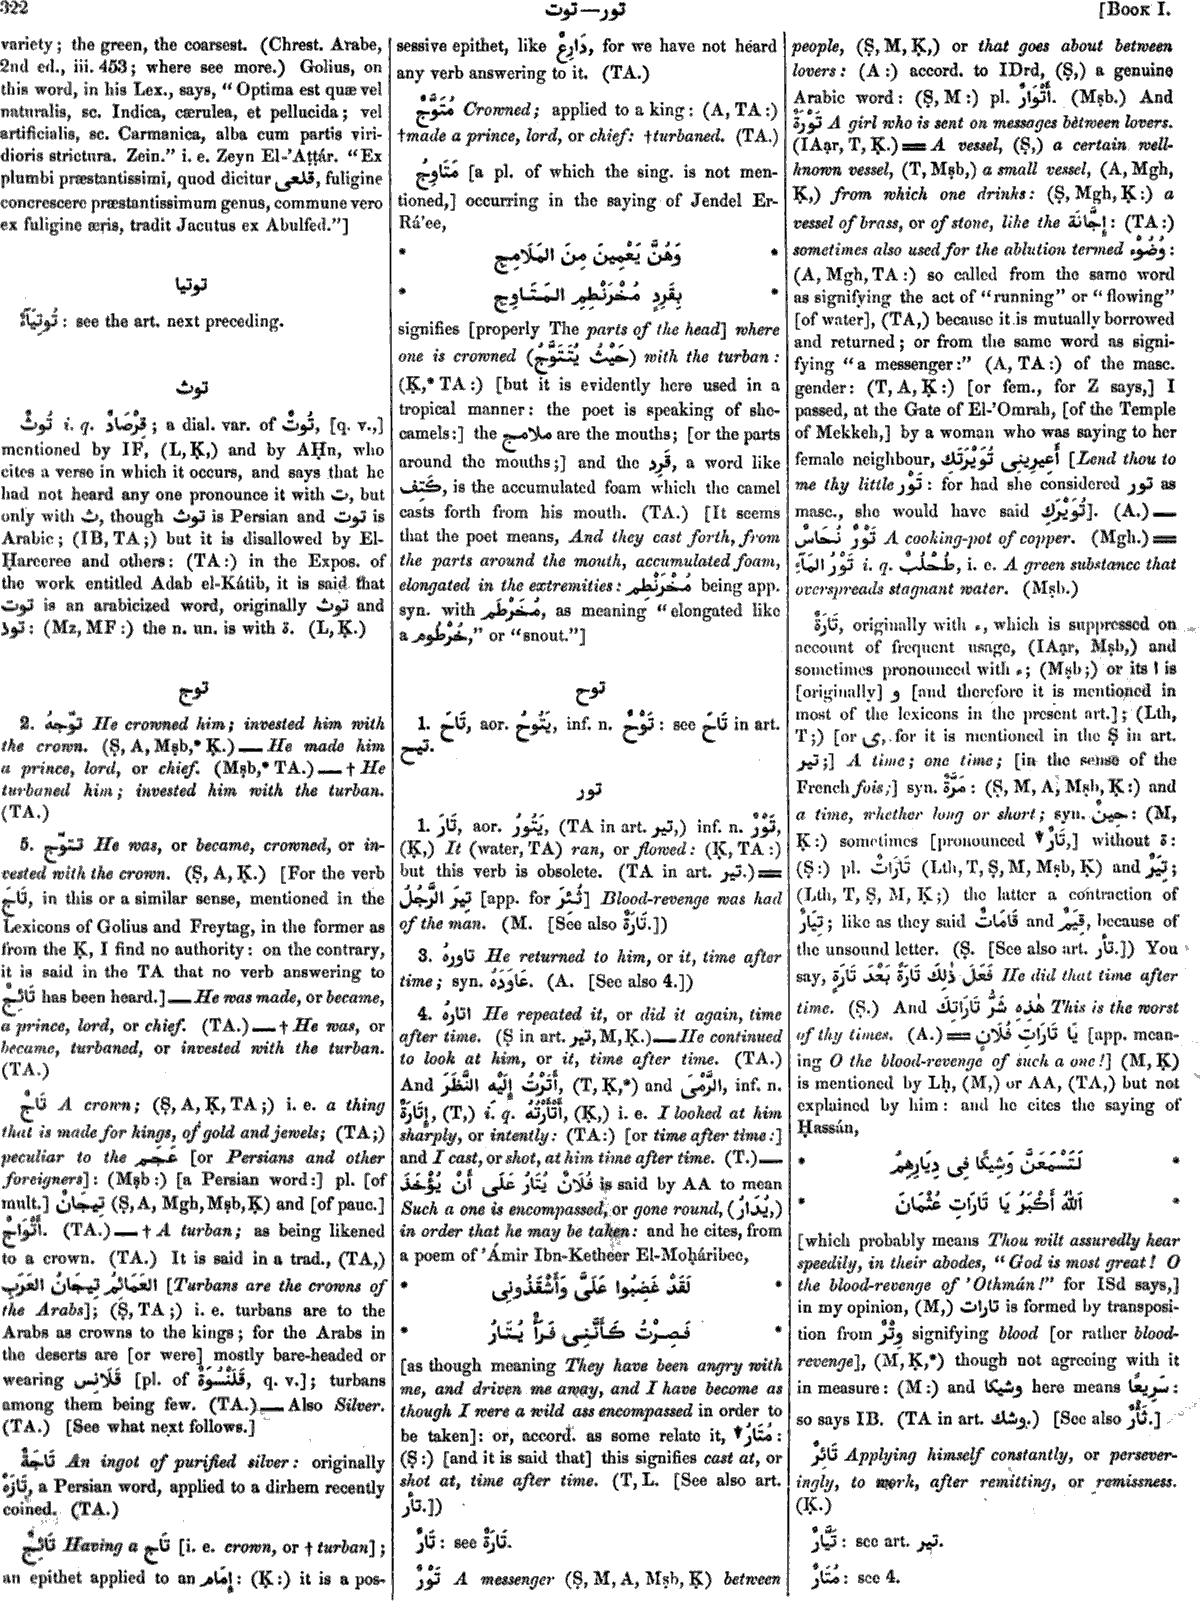 322
توت—تور
[Book I.
variety; the green, the coarsest. (Chrest. Arabe,
2nd ed., iii. 453; where see more.) Golius, on
this word, in his Lex., says, “Optima est quæ vel
naturalis, sc. Indica, cærulea, et pellucida; vel
artificialis, sc. Carmanica, alba cum partis viri-
dioris strictura. Zein.” i. e. Zeyn El-’Aṭṭár. “Ex
plumbi præstantissimi, quod dicitur قلعى, fuligine
concrescere præstantissimum genus, commune vero
ex fuligine æris, tradit Jacutus ex Abulfed.”]
توتيا
تُوتِيَآءُ: see the art. next preceding.
توث
تُوثٌ i. q. فِرْصَادٌ; a dial. var. of تُوتٌ, [q. v.,]
mentioned by IF, (L, Ḳ,) and by AḤn, who
cites a verse in which it occurs, and says that he
had not heard any one pronounce it with ت, but
only with ث, though توث is Persian and توت is
Arabic; (IB, TA;) but it is disallowed by El-
Ḥareeree and others: (TA:) in the Expos. of
the work entitled Adab el-Kátib, it is said that
توت is an arabicized word, originally توث and
توذ: (Mz, MF:) the n. un. is with ة. (L, Ḳ.)
توج
2. توّجهُ He crowned him; invested him with
the crown. (Ṣ, A, Mṣb,* Ḳ.) — He made him
a prince, lord, or chief. (Mṣb,* TA.) — † He
turbaned him; invested him with the turban.
(TA.)
5. تتوّج He was, or became, crowned, or in-
vested with the crown. (Ṣ, A, Ḳ.) [For the verb
تَاجَ, in this or a similar sense, mentioned in the
Lexicons of Golius and Freytag, in the former as
from the Ḳ, I find no authority: on the contrary,
it is said in the TA that no verb answering to
تَائِجٌ has been heard.] — He was made, or became,
a prince, lord, or chief. (TA.) — † He was, or
became, turbaned, or invested with the turban.
(TA.)
تَاجٌ A crown; (Ṣ, A, Ḳ, TA;) i. e. a thing
that is made for kings, of gold and jewels; (TA;)
peculiar to the عَجَم [or Persians and other
foreigners]: (Mṣb:) [a Persian word:] pl. [of
mult.] تِيجَانٌ (Ṣ, A, Mgh, Mṣb, Ḳ) and [of pauc.]
أَتْوَاجٌ. (TA.) — † A turban; as being likened
to a crown. (TA.) It is said in a trad., (TA,)
العَمَائِمُ تِيجَانُ العَرَبِ [Turbans are the crowns of
the Arabs]; (Ṣ, TA;) i. e. turbans are to the
Arabs as crowns to the kings; for the Arabs in
the deserts are [or were] mostly bare-headed or
wearing قَلَانِس [pl. of قَلَنْسُوَةٌ, q. v.]; turbans
among them being few. (TA.) — Also Silver.
(TA.) [See what next follows.]
تَاجَةٌ An ingot of purified silver: originally
تَازَهْ, a Persian word, applied to a dirhem recently
coined. (TA.)
تَائِجٌ Having a تَاج [i. e. crown, or † turban];
an epithet applied to an إِمَام: (Ḳ:) it is a pos-
sessive epithet, like دَارِعٌ, for we have not heard
any verb answering to it. (TA.)
مُتَوَّجٌ Crowned; applied to a king: (A, TA:)
†made a prince, lord, or chief: †turbaned. (TA.)
مَتَاوِجُ [a pl. of which the sing. is not men-
tioned,] occurring in the saying of Jendel Er-
Rá’ee,
* وَهُنَّ يَعْمِينَ مِنَ المَلَامِجِ *
* بِقَرِدٍ مُخْرَنْطِمِ المَتَاوِجِ *
signifies [properly The parts of the head] where
one is crowned (حَيْثُ يُتَتَوَّجُ) with the turban:
(Ḳ,* TA:) [but it is evidently here used in a
tropical manner: the poet is speaking of she-
camels:] the ملامج are the mouths; [or the parts
around the mouths;] and the قَرِد, a word like
كَتِف, is the accumulated foam which the camel
casts forth from his mouth. (TA.) [It seems
that the poet means, And they cast forth, from
the parts around the mouth, accumulated foam,
elongated in the extremities: مُخْرَنْطِم being app.
syn. with مُخَرْطَم, as meaning “elongated like
a خُرْطُوم,” or “snout.”]
توح
1. تَاحَ, aor. يَتُوحُ, inf. n. تَوْحٌ: see تَاحَ in art.
تيح.
تور
1. تَارَ, aor. يَتُورُ, (TA in art. تير,) inf. n. تَوْرٌ,
(Ḳ,) It (water, TA) ran, or flowed: (Ḳ, TA:)
but this verb is obsolete. (TA in art. تير.) ==
تِيرَ الرَّجُلُ [app. for ثُئِرَ] Blood-revenge was had
of the man. (M. [See also تَارَةٌ.])
3. تاورهُ He returned to him, or it, time after
time; syn. عَاوَدَهُ. (A. [See also 4.])
4. اتارهُ He repeated it, or did it again, time
after time. (Ṣ in art. تير, M, Ḳ.) — He continued
to look at him, or it, time after time. (TA.)
And أَتَرْتُ إِلَيْهِ النَّظَرَ, (T, Ḳ,*) and الرَّمْىَ, inf. n.
إِتَارَةٌ, (T,) i. q. أَتْأَرْتُهُ, (Ḳ,) i. e. I looked at him
sharply, or intently: (TA:) [or time after time:]
and I cast, or shot, at him time after time. (T.) —
فُلَانٌ يُتَارُ عَلَى أَنْ يُؤْخَذَ is said by AA to mean
Such a one is encompassed, or gone round, (يُدَارُ,)
in order that he may be taken: and he cites, from
a poem of ’Ámir Ibn-Ketheer El-Moḥáribee,
* لَقَدْ غَضِبُوا عَلَىَّ وَأَشْقَذُونِى *
* فَصِرْتُ كَأَنَّنِى فَرَأٌ يُتَارُ *
[as though meaning They have been angry with
me, and driven me away, and I have become as
though I were a wild ass encompassed in order to
be taken]: or, accord. as some relate it, ▼ مُتَارُ:
(Ṣ:) [and it is said that] this signifies cast at, or
shot at, time after time. (T, L. [See also art.
تأر.])
تَارٌ: see تَارَةٌ.
تَوْرٌ A messenger (Ṣ, M, A, Mṣb, Ḳ) between
people, (Ṣ, M, Ḳ,) or that goes about between
lovers: (A:) accord. to IDrd, (Ṣ,) a genuine
Arabic word: (Ṣ, M:) pl. أَتْوَارٌ. (Mṣb.) And
تَوْرَةٌ A girl who is sent on messages between lovers.
(IAạr, T, Ḳ.) == A vessel, (Ṣ,) a certain well-
known vessel, (T, Mṣb,) a small vessel, (A, Mgh,
Ḳ,) from which one drinks: (Ṣ, Mgh, Ḳ:) a
vessel of brass, or of stone, like the إِجَّانَة: (TA:)
sometimes also used for the ablution termed وُضُوْء:
(A, Mgh, TA:) so called from the same word
as signifying the act of “running” or “flowing”
[of water], (TA,) because it is mutually borrowed
and returned; or from the same word as signi-
fying “a messenger:” (A, TA:) of the masc.
gender: (T, A, Ḳ:) [or fem., for Z says,] I
passed, at the Gate of El-’Omrah, [of the Temple
of Mekkeh,] by a woman who was saying to her
female neighbour, أَعِيرِينِى تُوَيْرَتَكِ [Lend thou to
me thy little تَوْر: for had she considered تور as
masc., she would have said تُوَيْرَكِ]. (A.) —
تَوْرُ نُحَاسٍ A cooking-pot of copper. (Mgh.) ==
تَوْرُ المَآءِ i. q. طُحْلُبٌ, i. e. A green substance that
overspreads stagnant water. (Mṣb.)
تَارَةٌ, originally with ء, which is suppressed on
account of frequent usage, (IAạr, Mṣb,) and
sometimes pronounced with ء; (Mṣb;) or its ا is
[originally] و [and therefore it is mentioned in
most of the lexicons in the present art.]; (Lth,
T;) [or ى, for it is mentioned in the Ṣ in art.
تير;] A time; one time; [in the sense of the
French fois;] syn. مَرَّةٌ: (Ṣ, M, A, Mṣb, Ḳ:) and
a time, whether long or short; syn. حِينٌ: (M,
Ḳ:) sometimes [pronounced ▼ تَارٌ,] without ة:
(Ṣ:) pl. تَارَاتٌ (Lth, T, Ṣ, M, Mṣb, Ḳ) and تِيَرٌ;
(Lth, T, Ṣ, M, Ḳ;) the latter a contraction of
تِيَارٌ; like as they said قَامَاتٌ and قِيَمٌ, because of
the unsound letter. (Ṣ. [See also art. تأر.]) You
say, فَعَلَ ذٰلِكَ تَارَةً بَعْدَ تَارَةٍ He did that time after
time. (Ṣ.) And هٰذِهِ شَرُّ تَارَاتِكَ This is the worst
of thy times. (A.) == يَا تَارَاتِ فُلَانٍ [app. mean-
ing O the blood-revenge of such a one!] (M, Ḳ)
is mentioned by Lḥ, (M,) or AA, (TA,) but not
explained by him: and he cites the saying of
Ḥassán,
* لَتَسْمَعَنَّ وَشِيكًا فِى دِيَارِهِمُ *
* اَللّٰهُ أَكْبَرُ يَا تَارَاتِ عُثْمَانَ *
[which probably means Thou wilt assuredly hear
speedily, in their abodes, “God is most great! O
the blood-revenge of ’Othmán!” for ISd says,]
in my opinion, (M,) تارات is formed by transposi-
tion from وِتْرٌ signifying blood [or rather blood-
revenge], (M, Ḳ,*) though not agreeing with it
in measure: (M:) and وشيكا here means سَرِيعًا:
so says IB. (TA in art. وشك.) [See also ثَأْرٌ.]
تَائِرٌ Applying himself constantly, or persever-
ingly, to work, after remitting, or remissness.
(Ḳ.)
تَيَّارٌ: see art. تير.
مُتَارٌ: see 4.